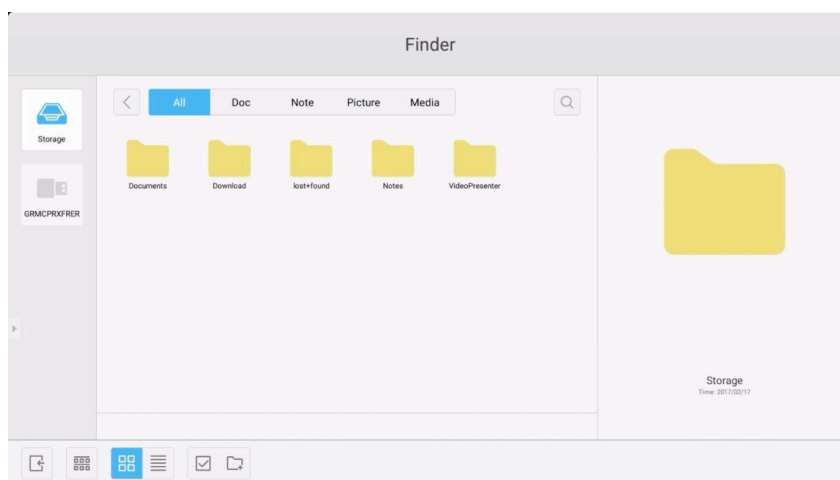 Finder
All Doc Note Picture Media
Storage
GRMCPRXFRER
Documents Download lost+found Notes VideoPresenter
Storage
Time: 2017/02/17